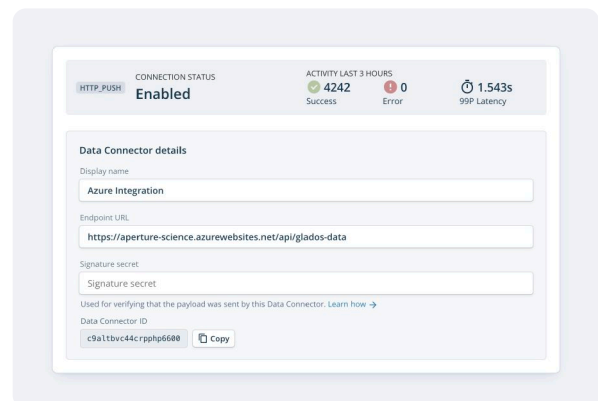 HTTP_PUSH
CONNECTION STATUS
Enabled
ACTIVITY LAST 3 HOURS
4242
Success
0
Error
1.543s
99P Latency
Data Connector details
Display name
Azure Integration
Endpoint URL
https://aperture-science.azurewebsites.net/api/glados-data
Signature secret
Signature secret
Used for verifying that the payload was sent by this Data Connector. Learn how →
Data Connector ID
c9altbvc44crpphp6600 Copy